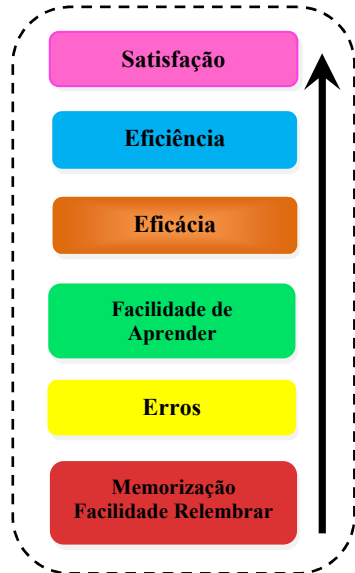 Satisfação
Eficiência
Eficácia
Facilidade de
Aprender
Erros
Memorização
Facilidade Relembrar